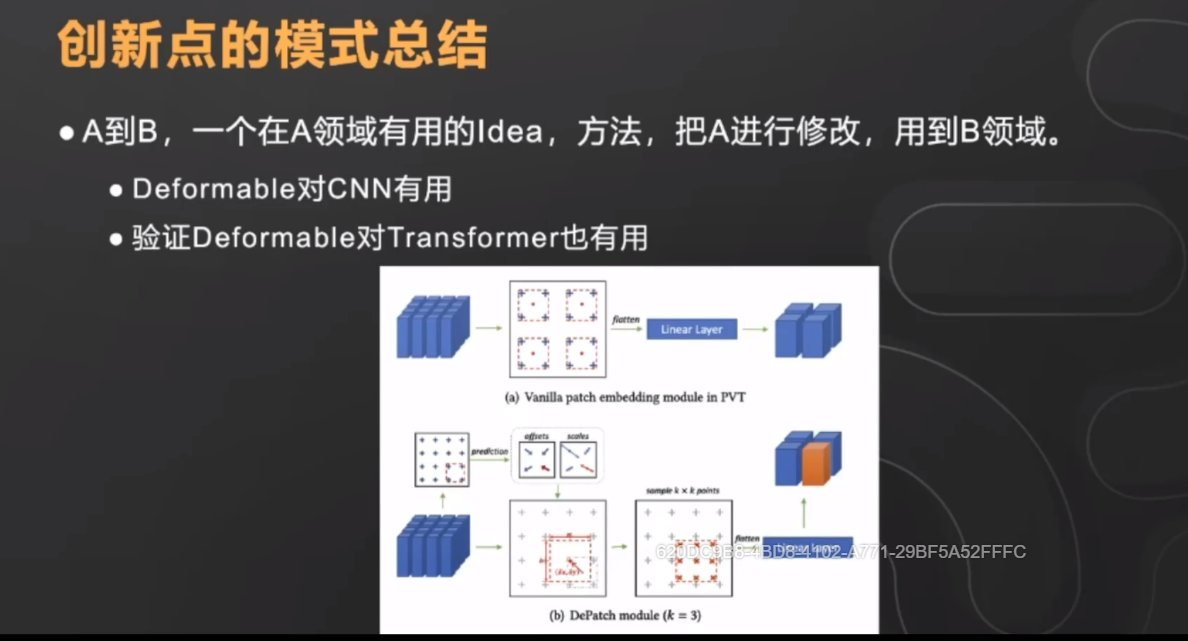 创新点的模式总结
● A到B，一个在A领域有用的Idea，方法，把A进行修改，用到B领域。
● Deformable对CNN有用
● 验证Deformable对Transformer也有用
flatten
Linear Layer
(a) Vanilla patch embedding module in PVT
offsets scales
prediction
sample k × k points
flatten
620DC9B8-4BD8-4102-A771-29BF5A52FFFC
(b) DePatch module (k = 3)